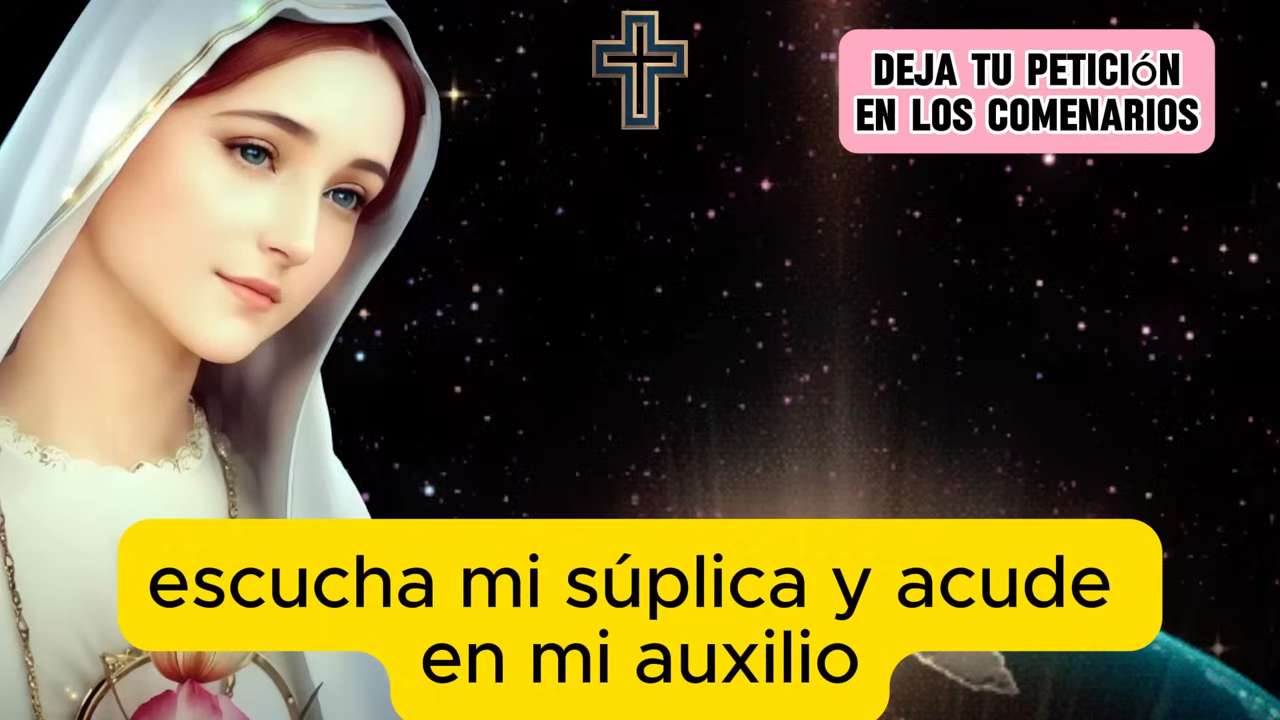 DEJA TU PETICIÓN
EN LOS COMENARIOS
escucha mi súplica y acude
en mi auxilio